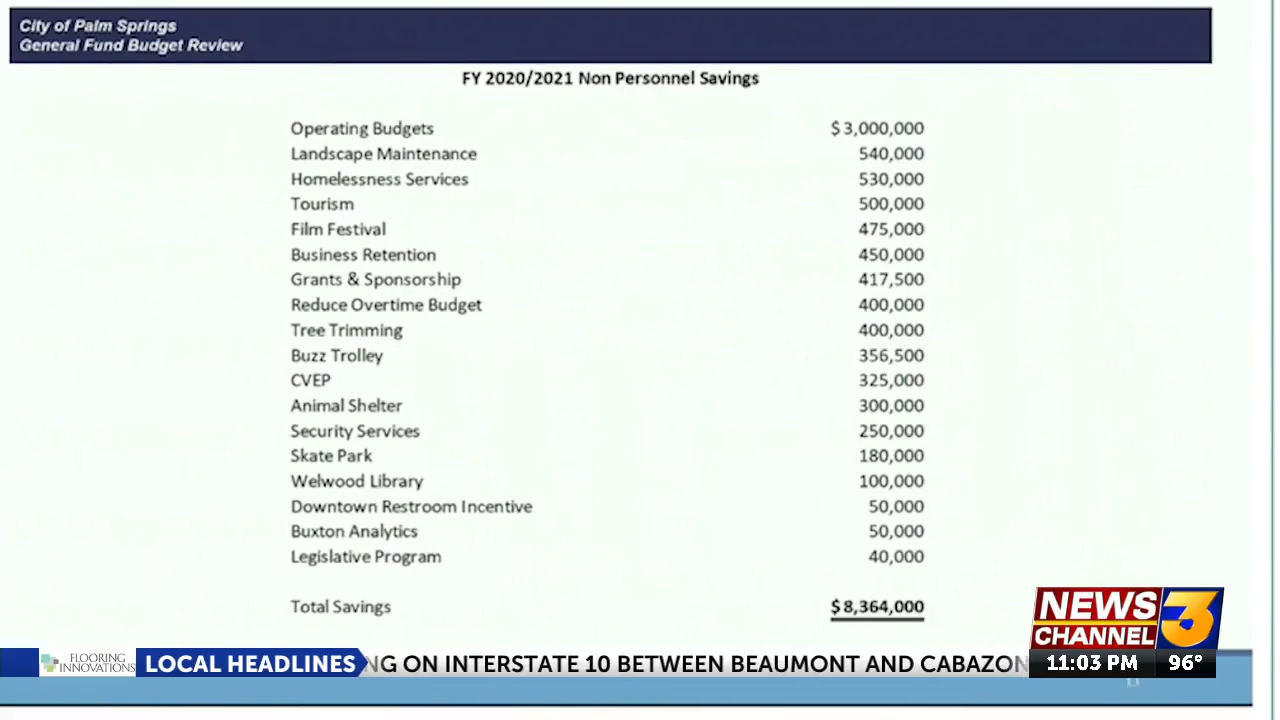 City of Palm Springs
General Fund Budget Review
FY 2020/2021 Non Personnel Savings
Operating Budgets $ 3,000,000
Landscape Maintenance 540,000
Homelessness Services 530,000
Tourism 500,000
Film Festival 475,000
Business Retention 450,000
Grants & Sponsorship 417,500
Reduce Overtime Budget 400,000
Tree Trimming 400,000
Buzz Trolley 356,500
CVEP 325,000
Animal Shelter 300,000
Security Services 250,000
Skate Park 180,000
Welwood Library 100,000
Downtown Restroom Incentive 50,000
Buxton Analytics 50,000
Legislative Program 40,000
Total Savings $ 8,364,000
NEWS
CHANNEL 3
FLOORING
INNOVATIONS
LOCAL HEADLINES NG ON INTERSTATE 10 BETWEEN BEAUMONT AND CABAZON
11:03 PM 96°